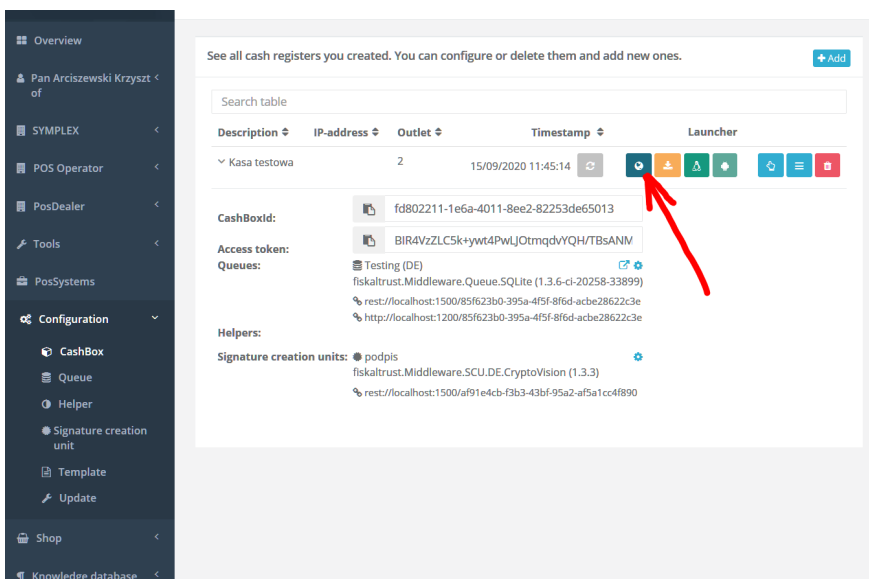 Overview
Pan Arciszewski Krzyszt
of
SYMPLEX
POS Operator
PosDealer
Tools
PosSystems
Configuration
CashBox
Queue
Helper
Signature creation
unit
Template
Update
Shop
Knowledge database
See all cash registers you created. You can configure or delete them and add new ones.
Add
Search table
Description IP-address Outlet Timestamp Launcher
Kasa testowa 2 15/09/2020 11:45:14
CashBoxId: fd802211-1e6a-4011-8ee2-82253de65013
Access token: BIR4VzZLC5k+ywt4PwLJOtmqdvYQH/TBsANM
Queues: Testing (DE)
fiskaltrust.Middleware.Queue.SQLite (1.3.6-ci-20258-33899)
rest://localhost:1500/85f623b0-395a-4f5f-8f6d-acbe28622c3e
http://localhost:1200/85f623b0-395a-4f5f-8f6d-acbe28622c3e
Helpers:
Signature creation units: podpis
fiskaltrust.Middleware.SCU.DE.CryptoVision (1.3.3)
rest://localhost:1500/af91e4cb-f3b3-43bf-95a2-af5a1cc4f890